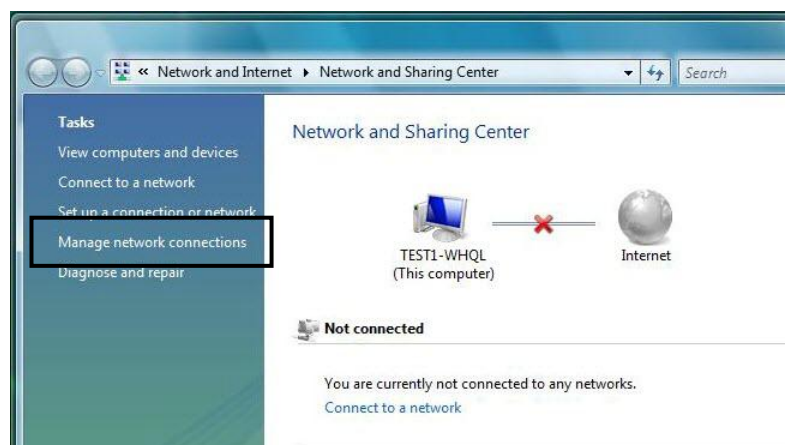 « Network and Internet ▸ Network and Sharing Center
Search
Tasks
View computers and devices
Connect to a network
Set up a connection or network
Manage network connections
Diagnose and repair
Network and Sharing Center
TEST1-WHQL
(This computer)
Internet
Not connected
You are currently not connected to any networks.
Connect to a network